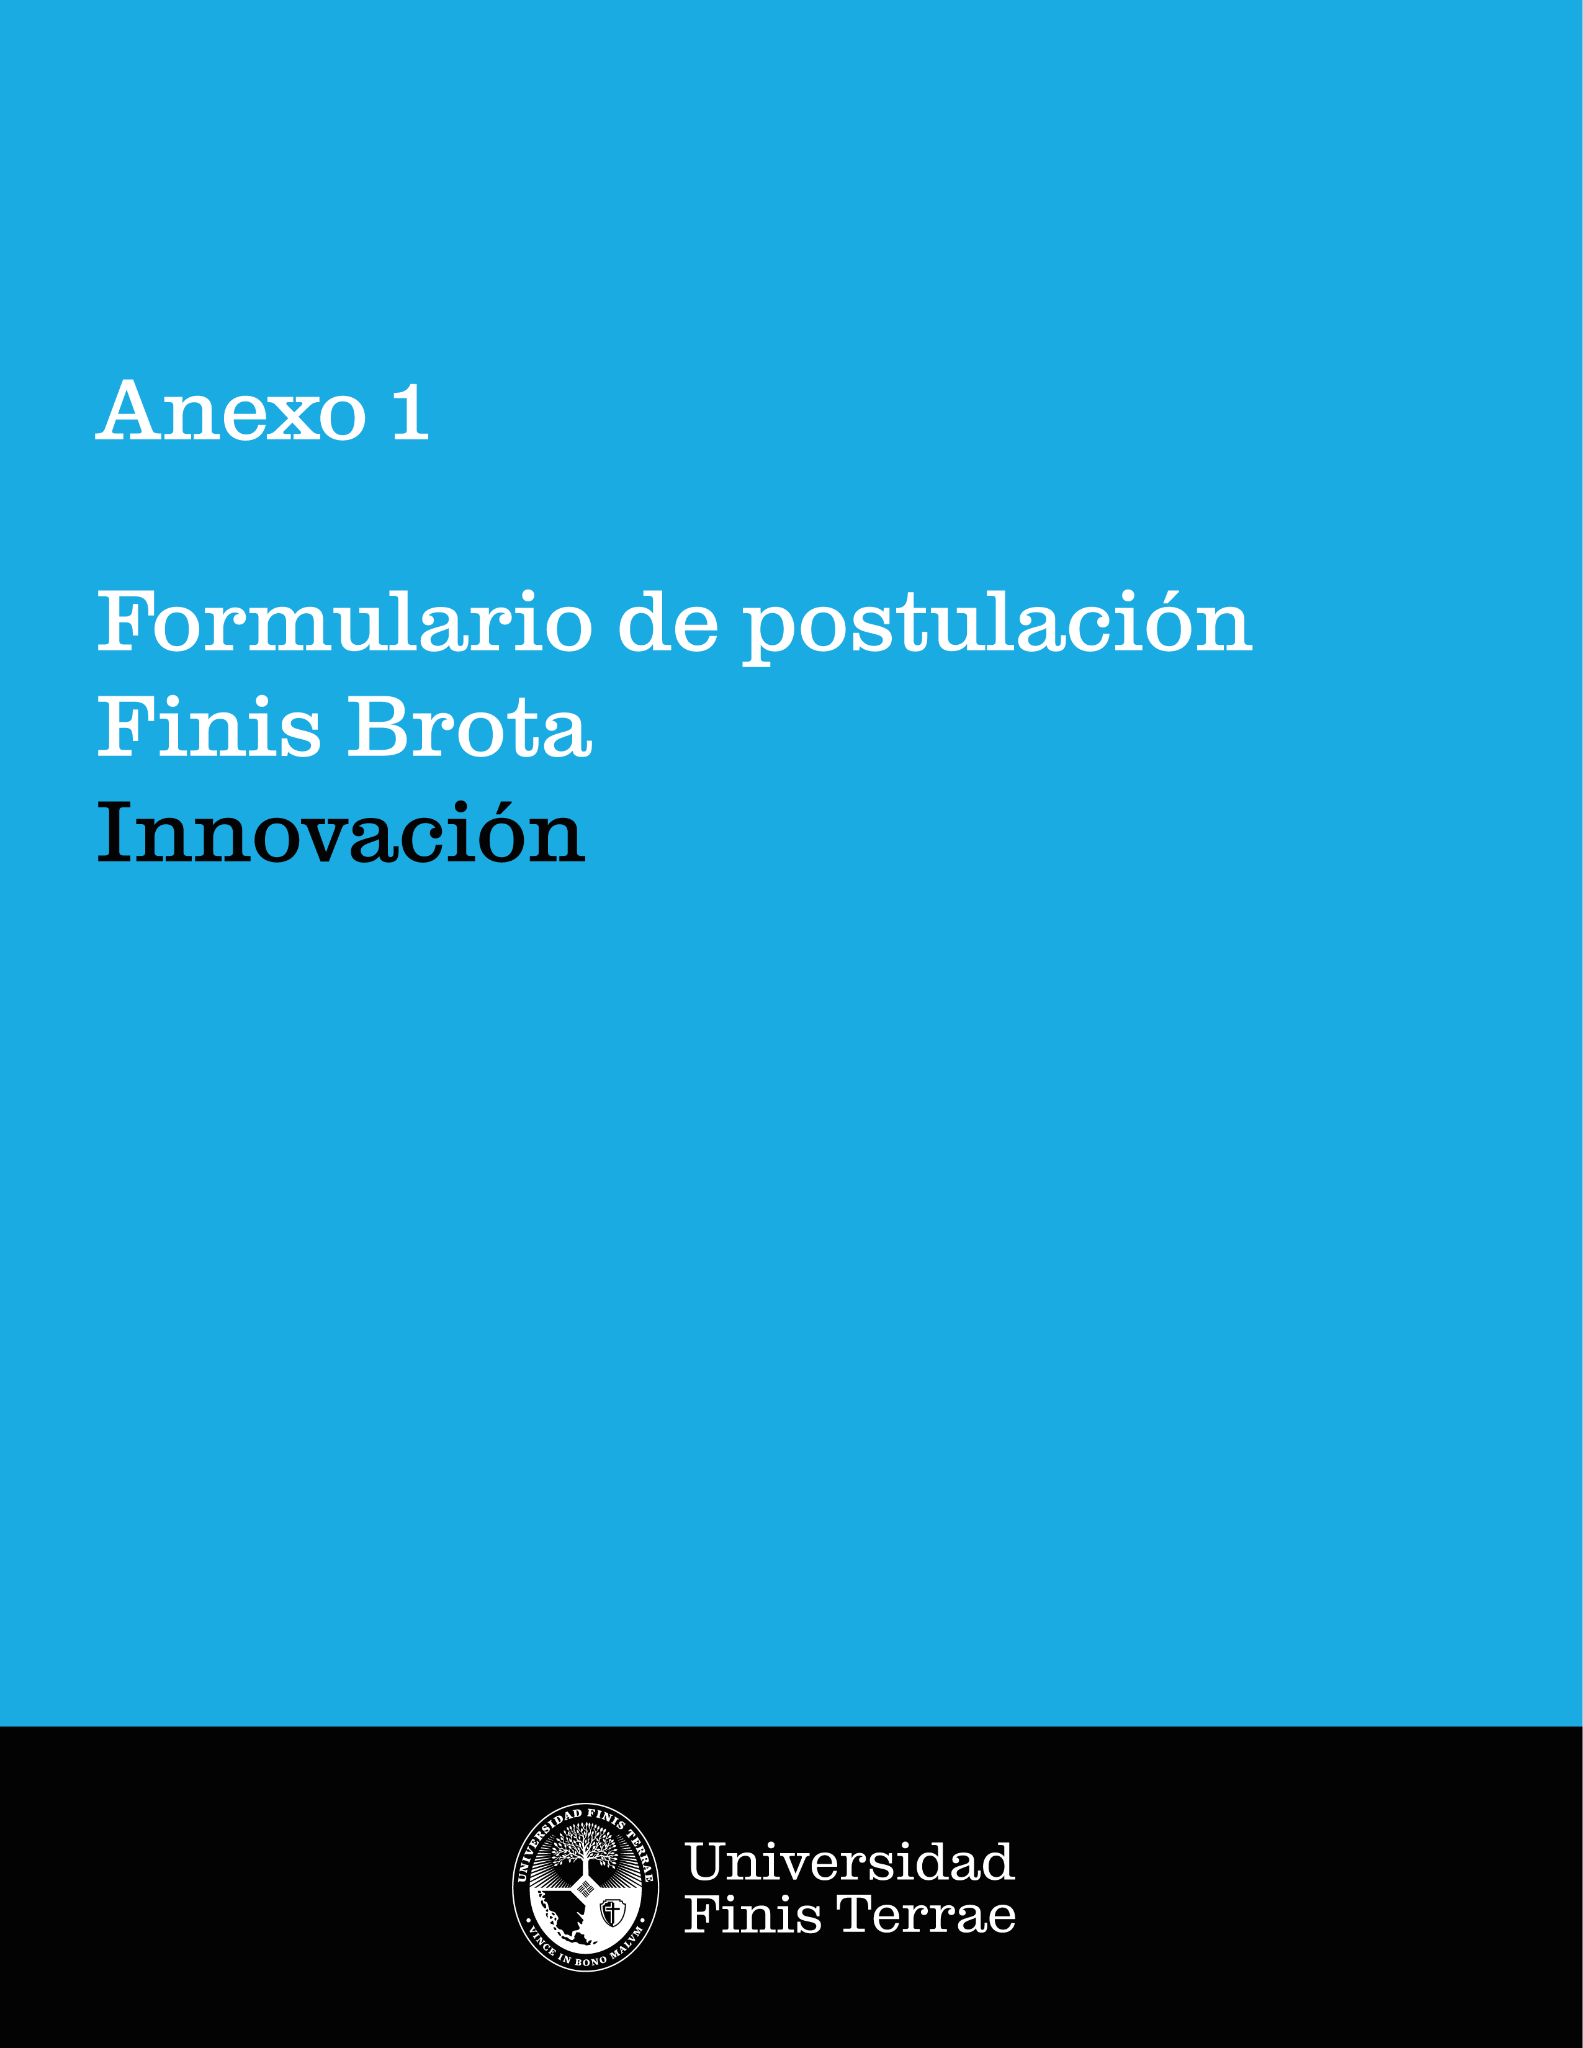 Anexo 1
Formulario de postulación
Finis Brota
Innovación
UNIVERSIDAD FINIS TERRAE
• VINCE IN BONO MALVM •
Universidad
Finis Terrae